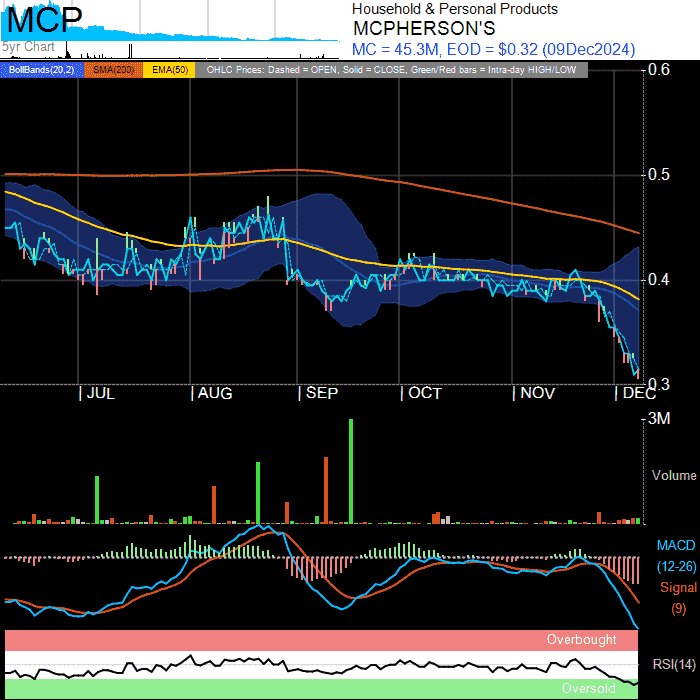 MCP
Household & Personal Products
MCPHERSON'S
5yr Chart
MC = 45.3M, EOD = $0.32 (09Dec2024)
BollBands(20,2) SMA(200) EMA(50) OHLC Prices: Dashed = OPEN, Solid = CLOSE, Green/Red bars = Intra-day HIGH/LOW
0.6
0.5
0.4
0.3
JUL AUG SEP OCT NOV DEC
3M
Volume
MACD
(12-26)
Signal
(9)
Overbought
RSI(14)
Oversold